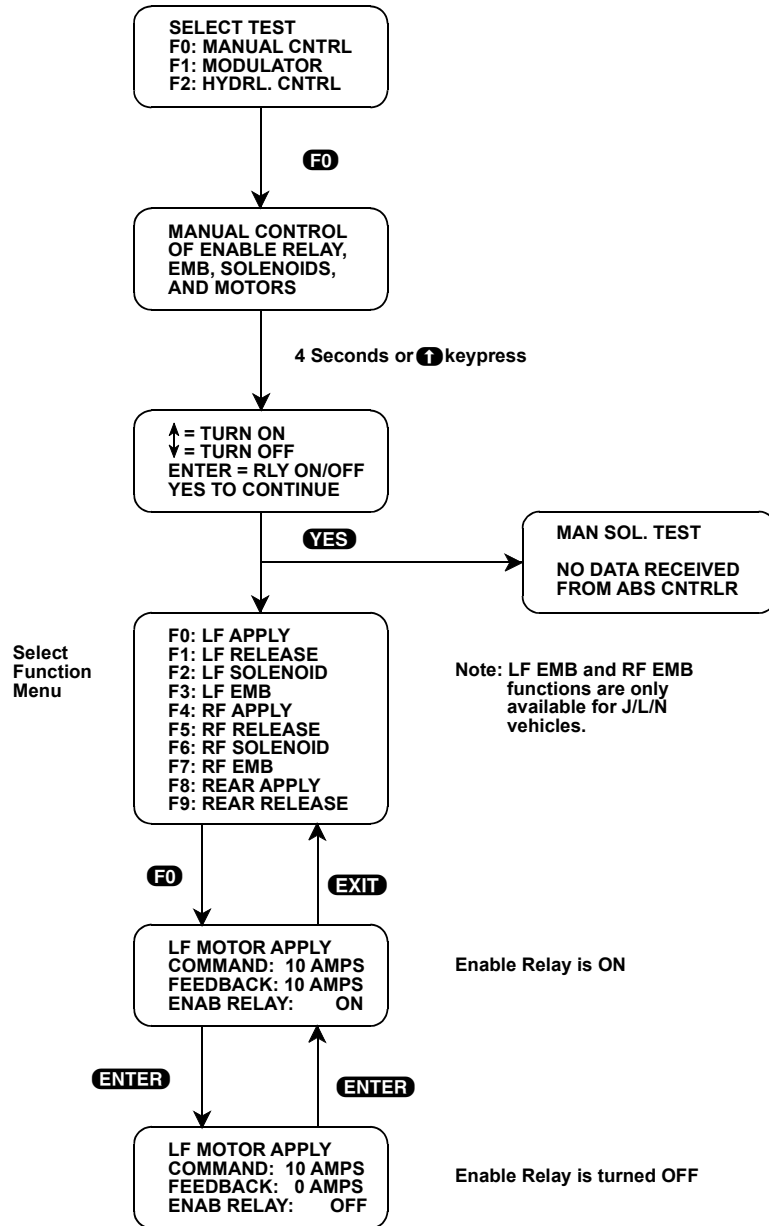 SELECT TEST
F0: MANUAL CNTRL
F1: MODULATOR
F2: HYDRL. CNTRL
F0
MANUAL CONTROL
OF ENABLE RELAY,
EMB, SOLENOIDS,
AND MOTORS
4 Seconds or ↑ keypress
↑ = TURN ON
↓ = TURN OFF
ENTER = RLY ON/OFF
YES TO CONTINUE
YES
MAN SOL. TEST
NO DATA RECEIVED
FROM ABS CNTRLR
Select
Function
Menu
F0: LF APPLY
F1: LF RELEASE
F2: LF SOLENOID
F3: LF EMB
F4: RF APPLY
F5: RF RELEASE
F6: RF SOLENOID
F7: RF EMB
F8: REAR APPLY
F9: REAR RELEASE
Note: LF EMB and RF EMB
functions are only
available for J/L/N
vehicles.
F0
EXIT
LF MOTOR APPLY
COMMAND: 10 AMPS
FEEDBACK: 10 AMPS
ENAB RELAY: ON
Enable Relay is ON
ENTER
ENTER
LF MOTOR APPLY
COMMAND: 10 AMPS
FEEDBACK: 0 AMPS
ENAB RELAY: OFF
Enable Relay is turned OFF